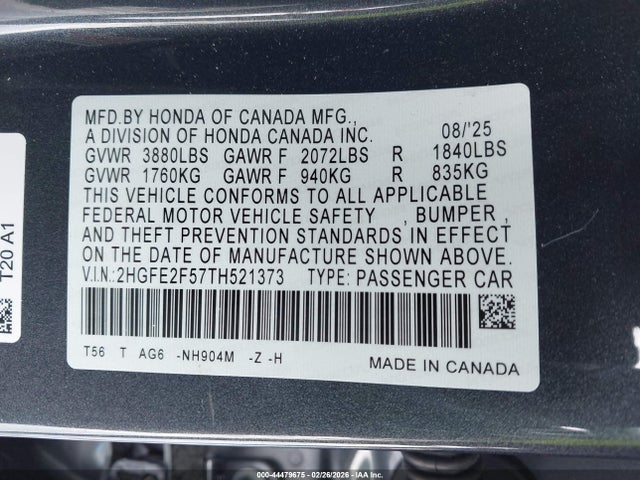 MFD.BY HONDA OF CANADA MFG.,
A DIVISION OF HONDA CANADA INC. 08/'25
GVWR 3880LBS GAWR F 2072LBS R 1840LBS
GVWR 1760KG GAWR F 940KG R 835KG
THIS VEHICLE CONFORMS TO ALL APPLICABLE
FEDERAL MOTOR VEHICLE SAFETY , BUMPER ,
AND THEFT PREVENTION STANDARDS IN EFFECT
ON THE DATE OF MANUFACTURE SHOWN ABOVE.
V.I.N:2HGFE2F57TH521373 TYPE: PASSENGER CAR
T56 T AG6 -NH904M -Z -H
MADE IN CANADA
T20 A1
000-44479675 | 02/26/2026 | IAA Inc.